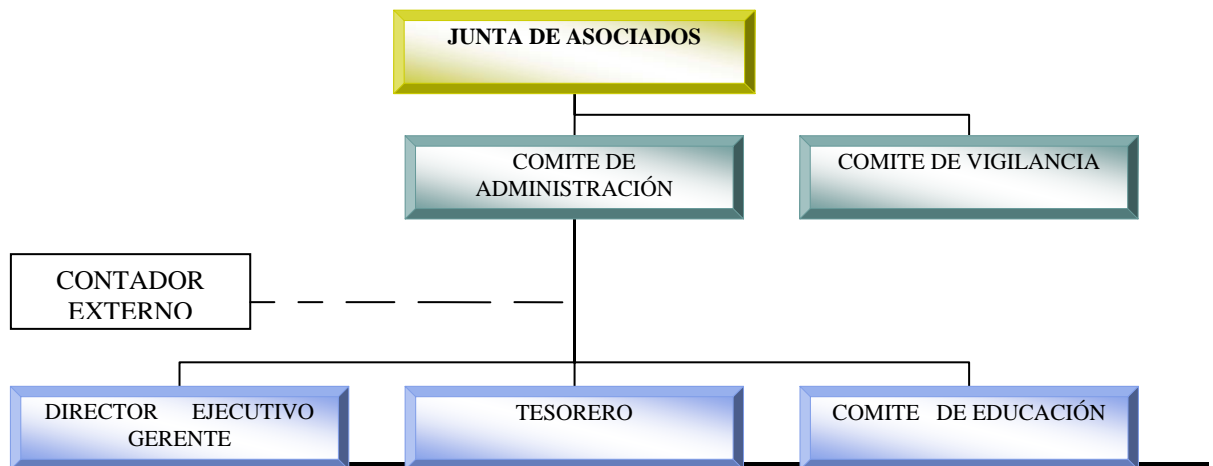 JUNTA DE ASOCIADOS
COMITE DE
ADMINISTRACIÓN
COMITE DE VIGILANCIA
CONTADOR
EXTERNO
DIRECTOR EJECUTIVO
GERENTE
TESORERO
COMITE DE EDUCACIÓN